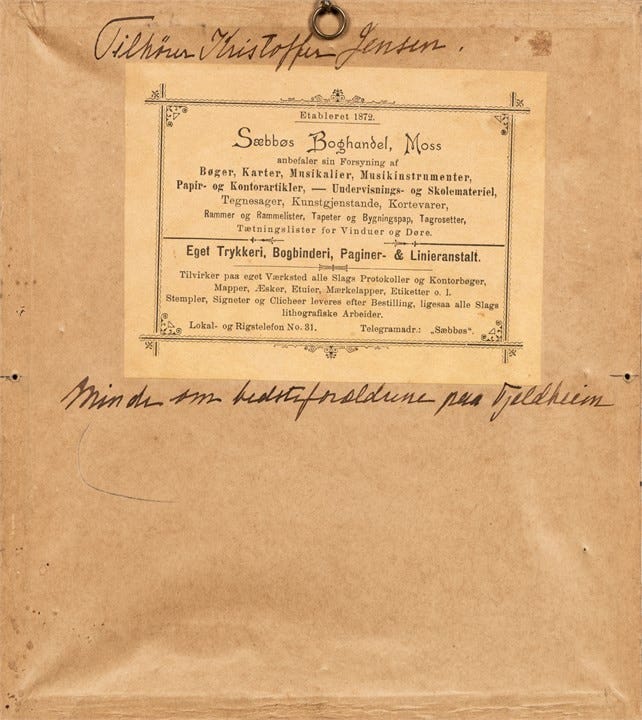 Tilhører Kristoffer Jensen.
Etableret 1872.
Sæbbøs Boghandel, Moss
anbefaler sin Forsyning af
Bøger, Karter, Musikalier, Musikinstrumenter,
Papir- og Kontorartikler, — Undervisnings- og Skolemateriel,
Tegnesager, Kunstgjenstande, Kortevarer,
Rammer og Rammelister, Tapeter og Bygningspap, Tagrosetter,
Tætningslister for Vinduer og Døre.
Eget Trykkeri, Bogbinderi, Paginer- & Linieranstalt.
Tilvirker paa eget Værksted alle Slags Protokoller og Kontorbøger,
Mapper, Æsker, Etuier, Mærkelapper, Etiketter o. l.
Stempler, Signeter og Clicheer leveres efter Bestilling, ligesaa alle Slags
lithografiske Arbeider.
Lokal- og Rigstelefon No. 31. Telegramadr.: „Sæbbøs“.
Minde om bedsteforældrene paa Fjeldheim